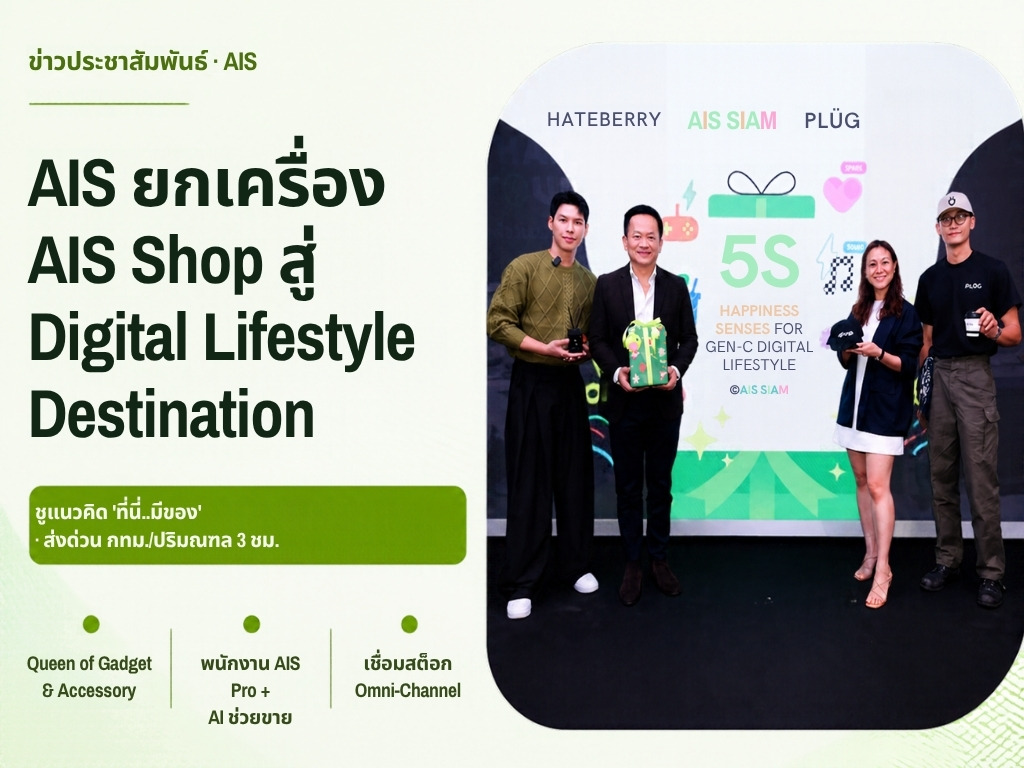 ข่าวประชาสัมพันธ์ · AIS
AIS ยกเครื่อง
AIS Shop สู่
Digital Lifestyle
Destination
ชูแนวคิด 'ที่นี่..มีของ'
· ส่งด่วน กทม./ปริมณฑล 3 ชม.
Queen of Gadget
& Accessory
พนักงาน AIS
Pro +
AI ช่วยขาย
เชื่อมสต็อก
Omni-Channel
HATEBERRY AIS SIAM PLÜG
5S
HAPPINESS
SENSES FOR
GEN-C DIGITAL
LIFESTYLE
©AIS SIAM